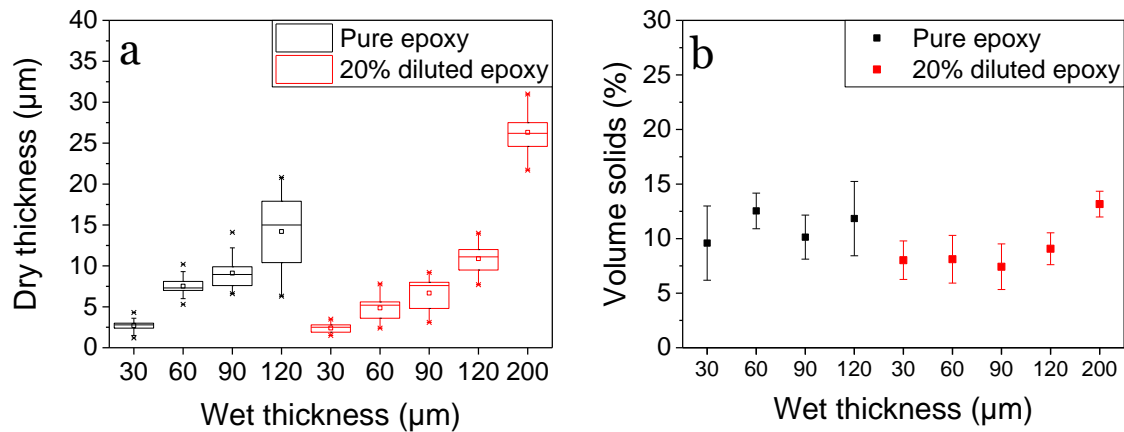 a
Pure epoxy
20% diluted epoxy
Dry thickness (µm)
40
35
30
25
20
15
10
5
0
30 60 90 120 30 60 90 120 200
Wet thickness (µm)
b
Pure epoxy
20% diluted epoxy
Volume solids (%)
30
25
20
15
10
5
0
30 60 90 120 30 60 90 120 200
Wet thickness (µm)